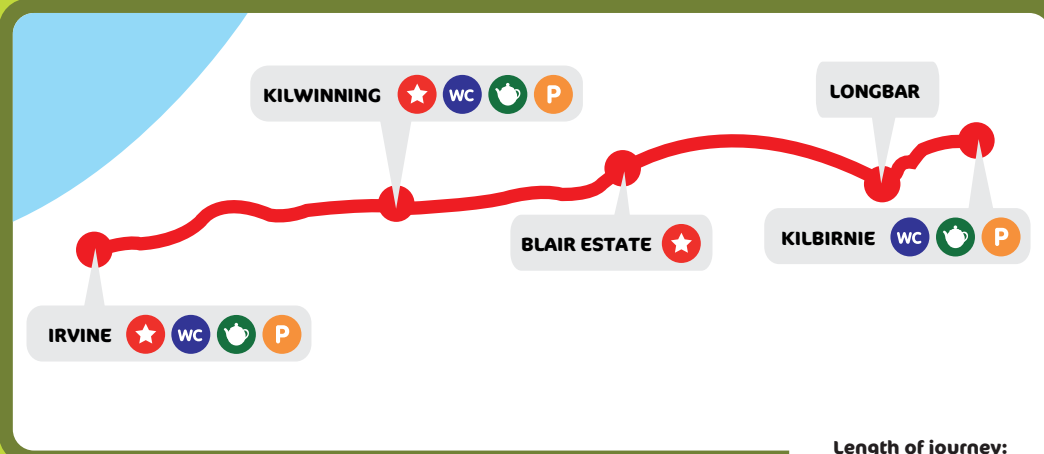 KILWINNING WC P
LONGBAR
BLAIR ESTATE
KILBIRNIE WC P
IRVINE WC P
Length of journey: